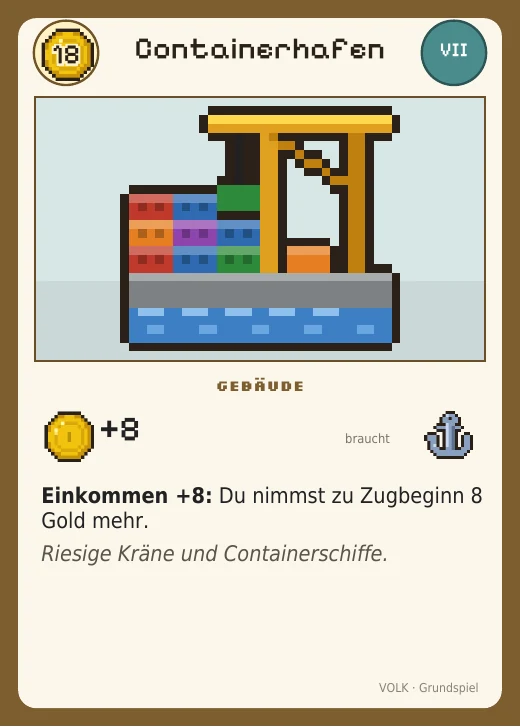 18
Containerhafen
VII
GEBÄUDE
+8
braucht
Einkommen +8: Du nimmst zu Zugbeginn 8
Gold mehr.
Riesige Kräne und Containerschiffe.
VOLK · Grundspiel